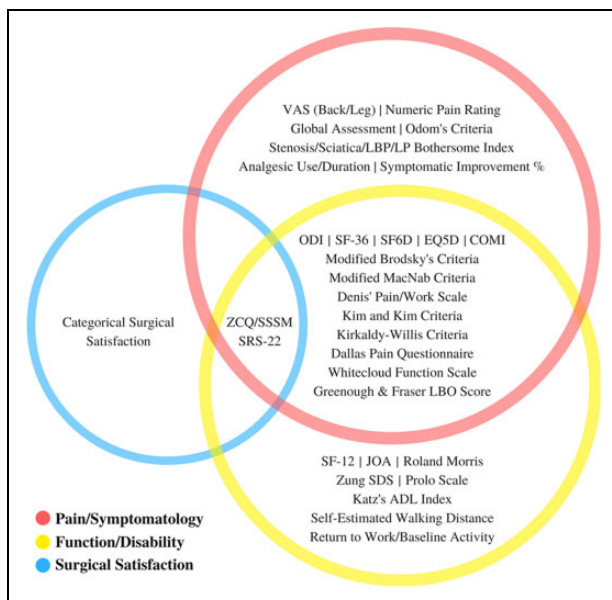 VAS (Back/Leg) | Numeric Pain Rating
Global Assessment | Odom's Criteria
Stenosis/Sciatica/LBP/LP Bothersome Index
Analgesic Use/Duration | Symptomatic Improvement %
ODI | SF-36 | SF6D | EQ5D | COMI
Modified Brodsky's Criteria
Modified MacNab Criteria
Denis' Pain/Work Scale
Kim and Kim Criteria
Kirkaldy-Willis Criteria
Dallas Pain Questionnaire
Whitecloud Function Scale
Greenough & Fraser LBO Score
Categorical Surgical
Satisfaction
ZCQ/SSSM
SRS-22
SF-12 | JOA | Roland Morris
Zung SDS | Prolo Scale
Katz's ADL Index
Self-Estimated Walking Distance
Return to Work/Baseline Activity
Pain/Symptomatology
Function/Disability
Surgical Satisfaction